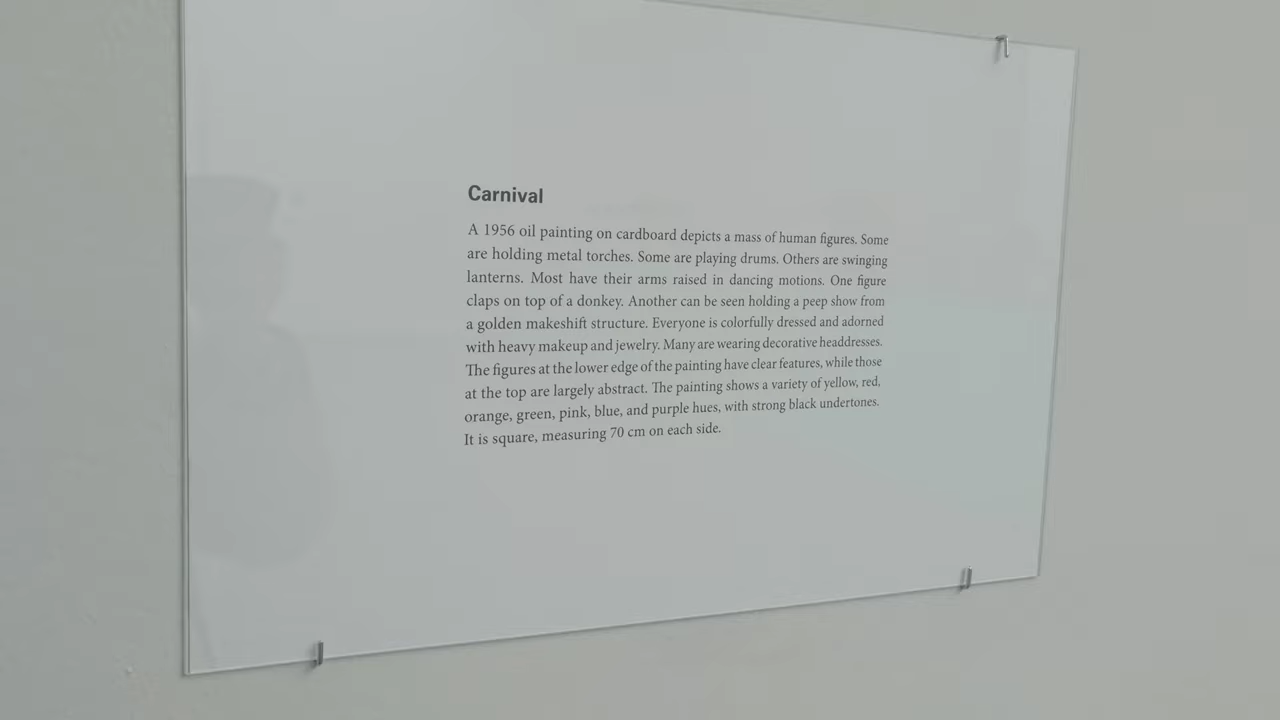 Carnival
A 1956 oil painting on cardboard depicts a mass of human figures. Some
are holding metal torches. Some are playing drums. Others are swinging
lanterns. Most have their arms raised in dancing motions. One figure
claps on top of a donkey. Another can be seen holding a peep show from
a golden makeshift structure. Everyone is colorfully dressed and adorned
with heavy makeup and jewelry. Many are wearing decorative headdresses.
The figures at the lower edge of the painting have clear features, while those
at the top are largely abstract. The painting shows a variety of yellow, red,
orange, green, pink, blue, and purple hues, with strong black undertones.
It is square, measuring 70 cm on each side.